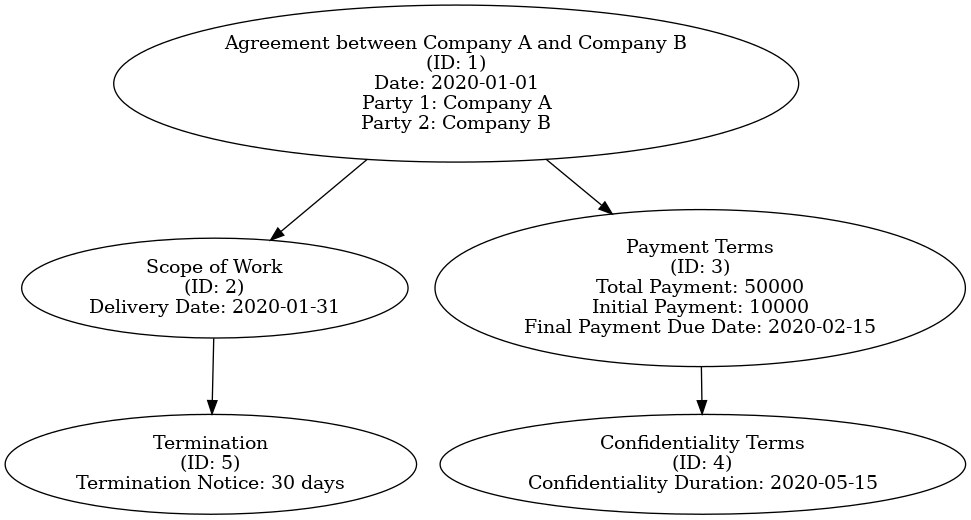 Agreement between Company A and Company B
(ID: 1)
Date: 2020-01-01
Party 1: Company A
Party 2: Company B
Scope of Work
(ID: 2)
Delivery Date: 2020-01-31
Payment Terms
(ID: 3)
Total Payment: 50000
Initial Payment: 10000
Final Payment Due Date: 2020-02-15
Termination
(ID: 5)
Termination Notice: 30 days
Confidentiality Terms
(ID: 4)
Confidentiality Duration: 2020-05-15